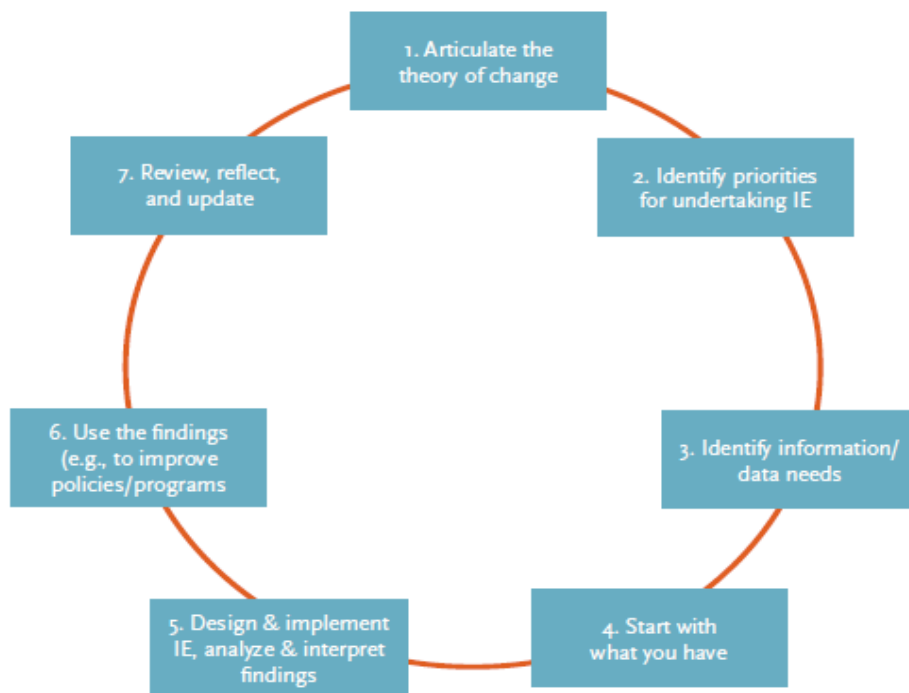 1. Articulate the
theory of change
2. Identify priorities
for undertaking IE
3. Identify information/
data needs
4. Start with
what you have
5. Design & implement
IE, analyze & interpret
findings
6. Use the findings
(e.g., to improve
policies/programs
7. Review, reflect,
and update